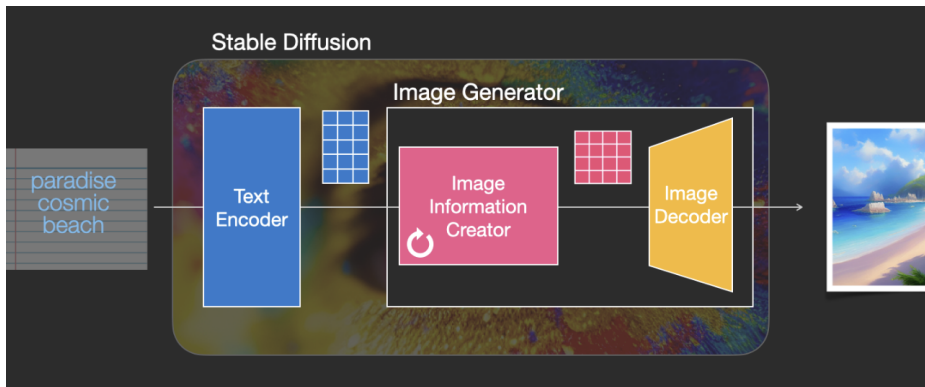 Stable Diffusion
Image Generator
paradise
cosmic
beach
Text
Encoder
Image
Information
Creator
Image
Decoder